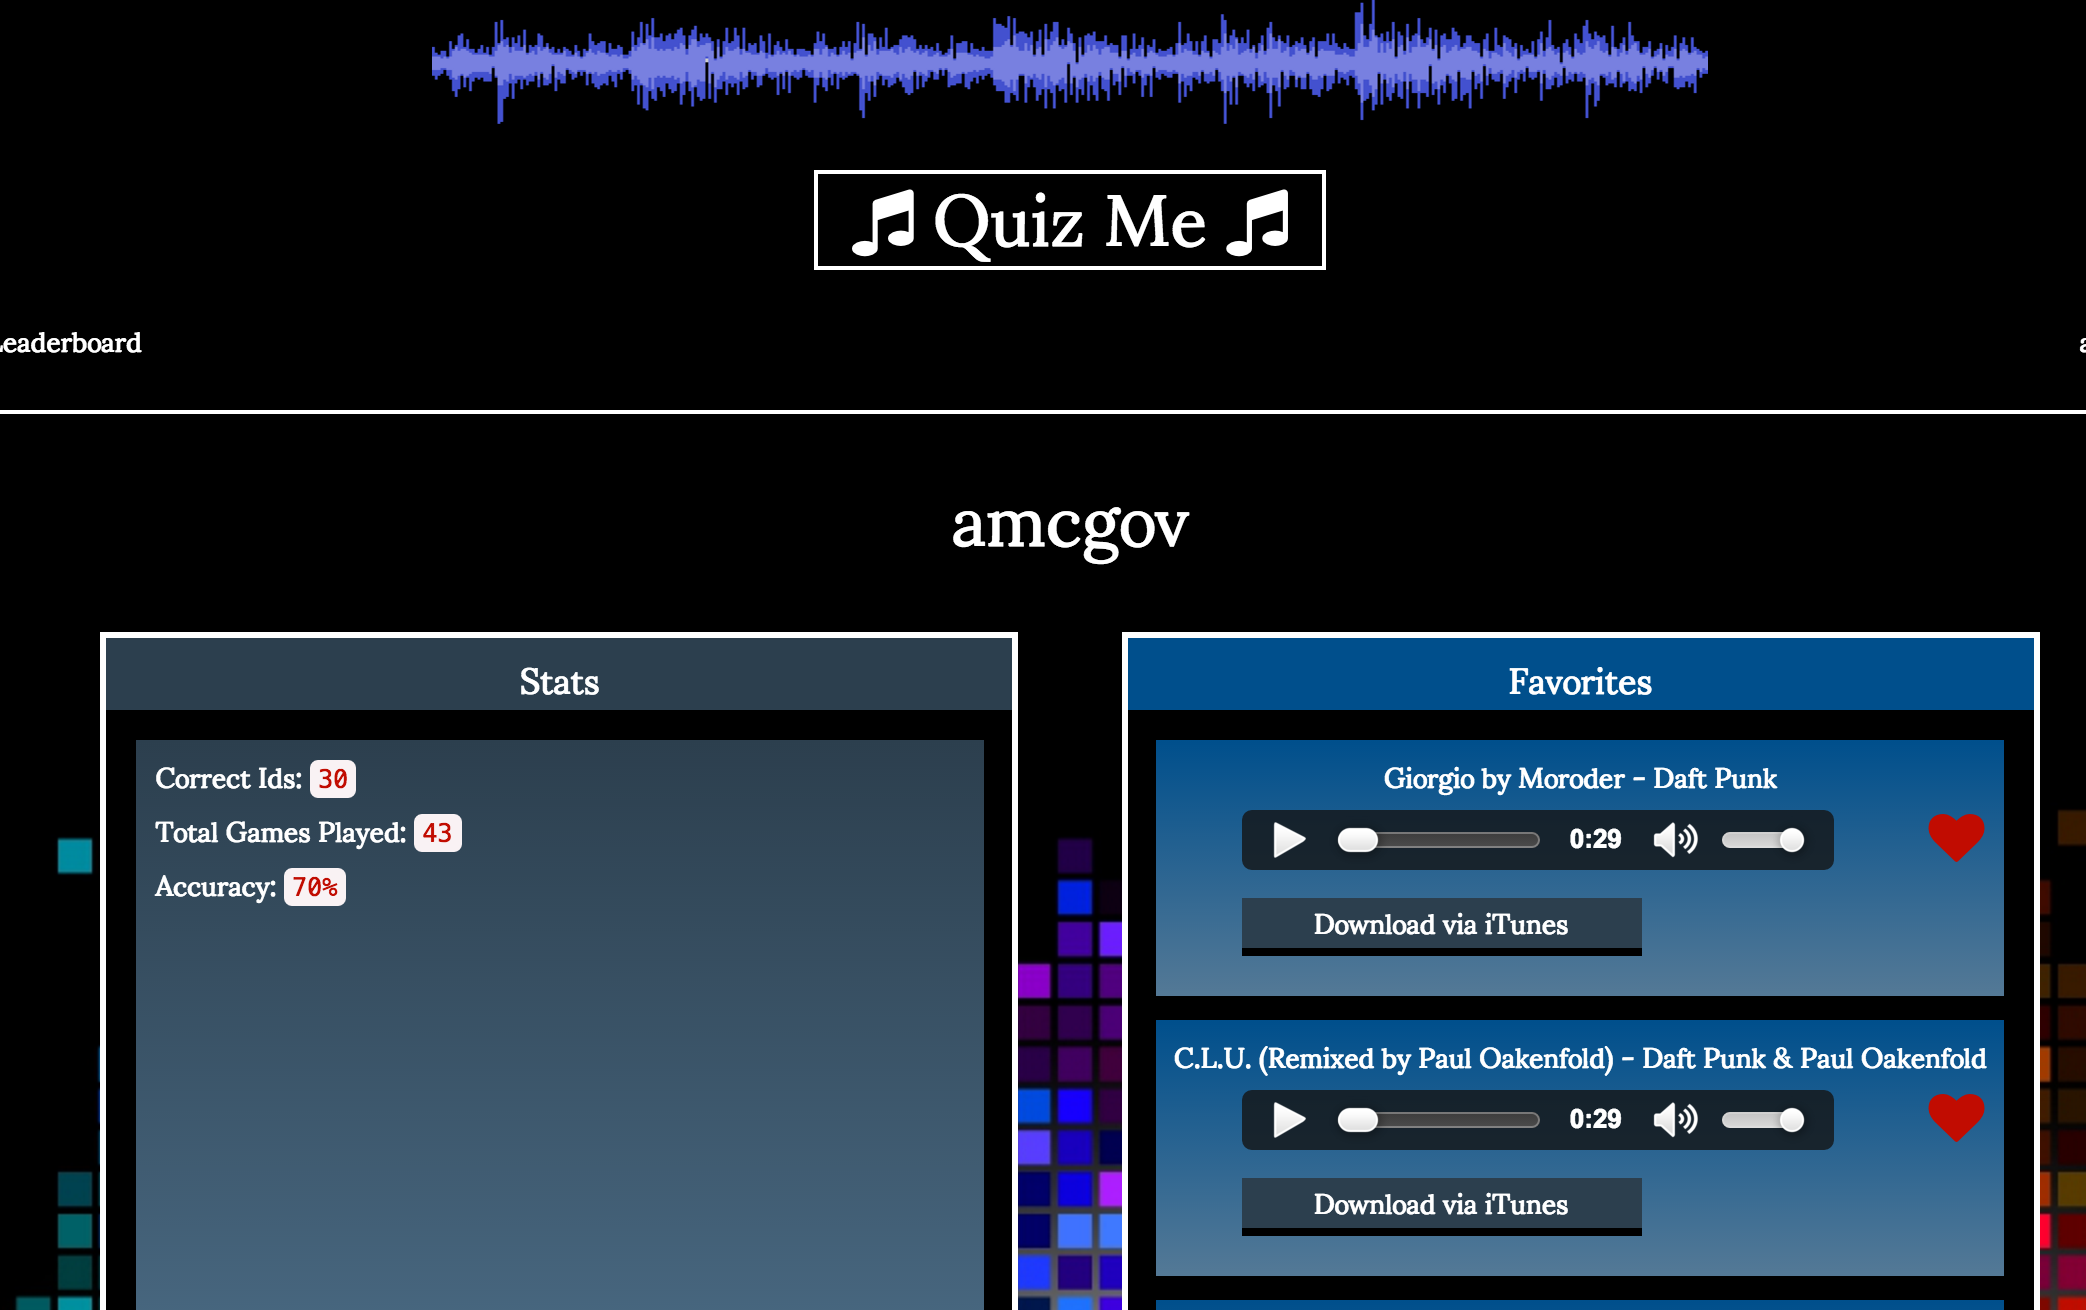 Quiz Me
Leaderboard
amcgov
Stats
Correct Ids: 30
Total Games Played: 43
Accuracy: 70%
Favorites
Giorgio by Moroder - Daft Punk
0:29
Download via iTunes
C.L.U. (Remixed by Paul Oakenfold) - Daft Punk & Paul Oakenfold
0:29
Download via iTunes